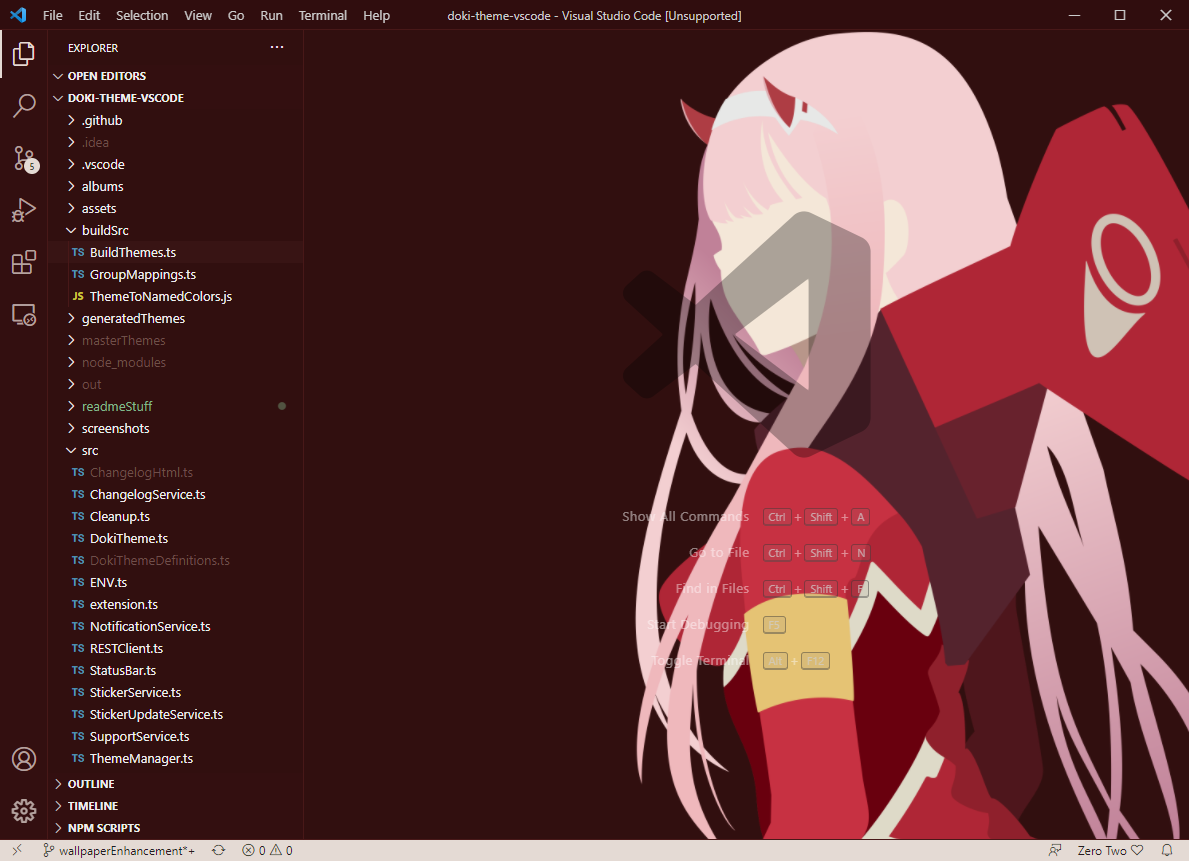 File Edit Selection View Go Run Terminal Help
doki-theme-vscode - Visual Studio Code [Unsupported]
EXPLORER
OPEN EDITORS
DOKI-THEME-VSCODE
.github
.idea
.vscode
albums
assets
buildSrc
TS BuildThemes.ts
TS GroupMappings.ts
JS ThemeToNamedColors.js
generatedThemes
masterThemes
node_modules
out
readmeStuff
screenshots
src
TS ChangelogHtml.ts
TS ChangelogService.ts
TS Cleanup.ts
TS DokiTheme.ts
TS DokiThemeDefinitions.ts
TS ENV.ts
TS extension.ts
TS NotificationService.ts
TS RESTClient.ts
TS StatusBar.ts
TS StickerService.ts
TS StickerUpdateService.ts
TS SupportService.ts
TS ThemeManager.ts
OUTLINE
TIMELINE
NPM SCRIPTS
5
Show All Commands Ctrl + Shift + A
Go to File Ctrl + Shift + N
Find in Files Ctrl + Shift + F
Start Debugging F5
Toggle Terminal Alt + F12
wallpaperEnhancement*+ 0 0
Zero Two